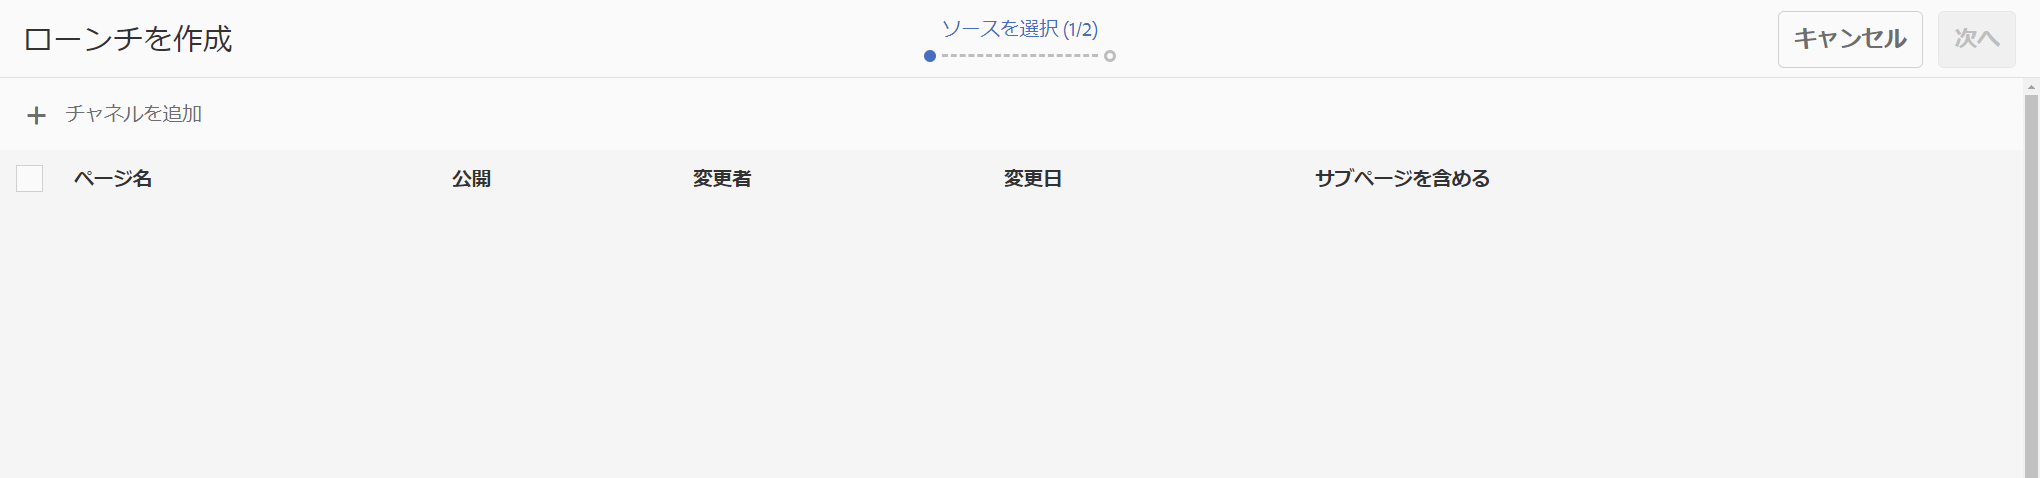 ローンチを作成
ソースを選択 (1/2)
キャンセル
次へ
+ チャネルを追加
ページ名 公開 変更者 変更日 サブページを含める